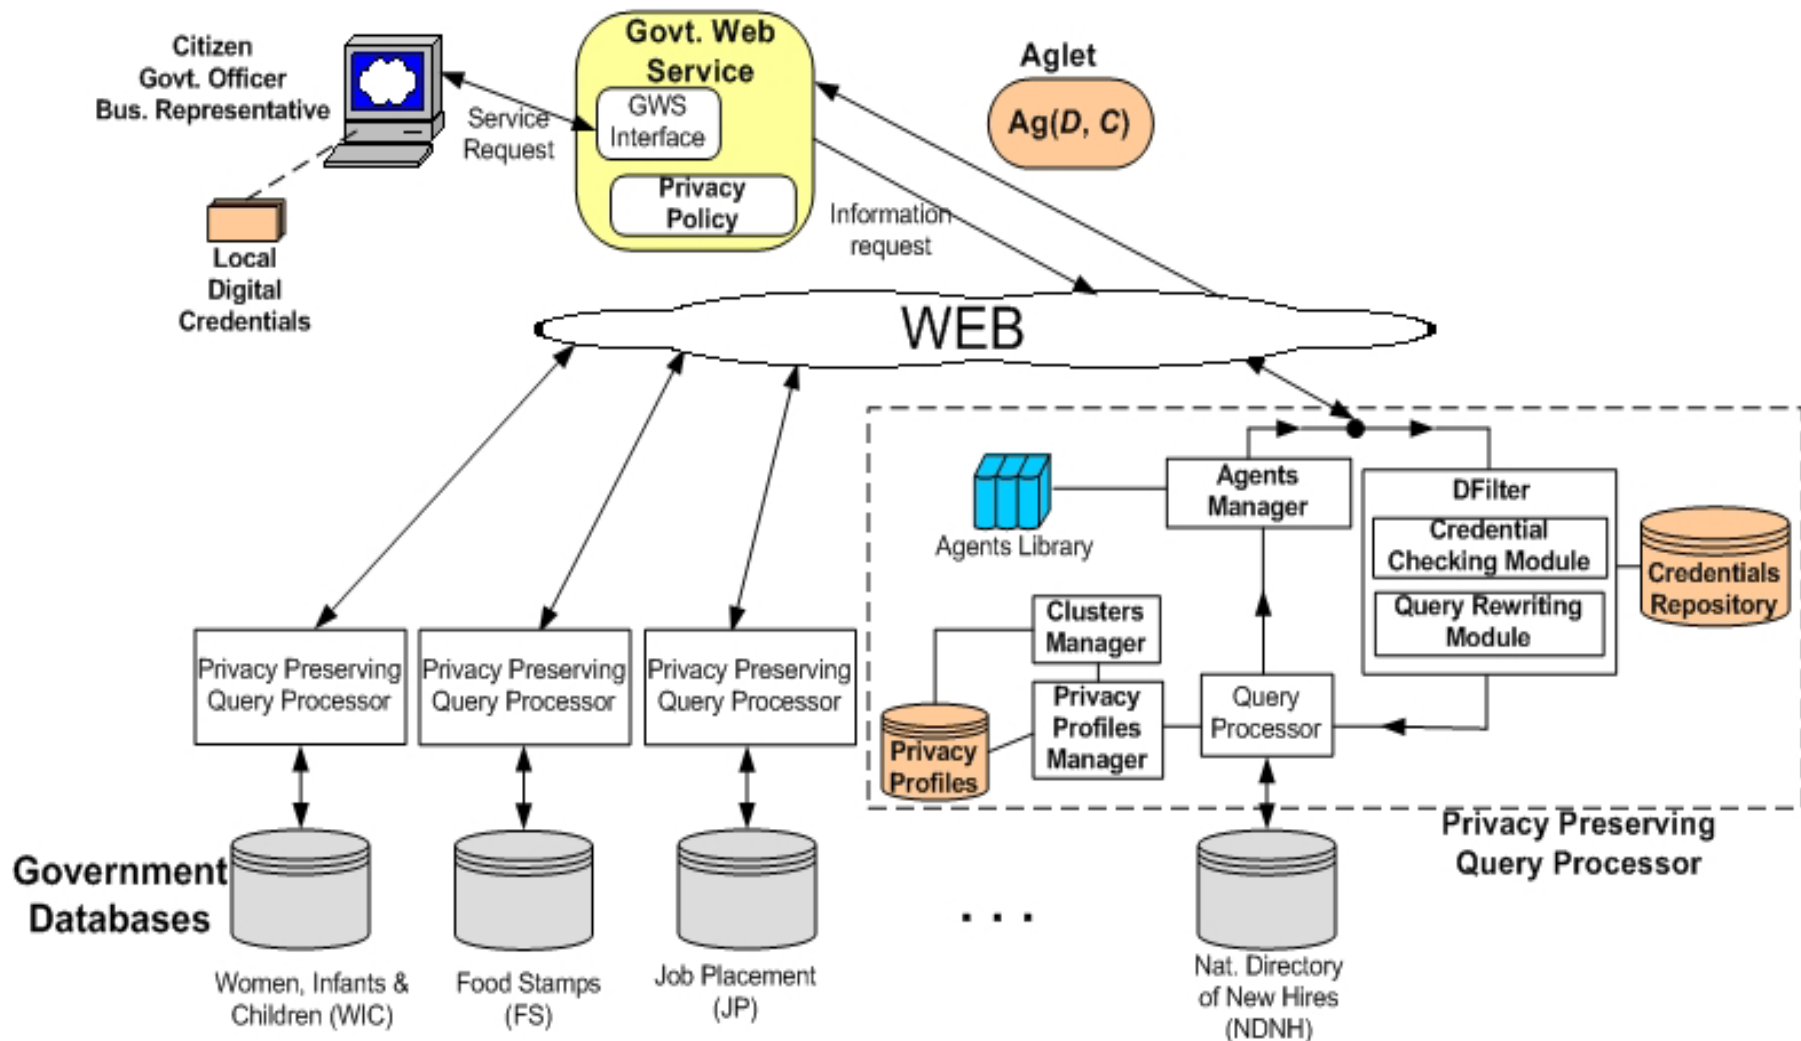 Citizen
Govt. Officer
Bus. Representative
Local
Digital
Credentials
Service
Request
Govt. Web
Service
GWS
Interface
Privacy
Policy
Information
request
Aglet
Ag(D, C)
WEB
Privacy Preserving
Query Processor
Privacy Preserving
Query Processor
Privacy Preserving
Query Processor
Agents Library
Agents
Manager
DFilter
Credential
Checking Module
Query Rewriting
Module
Credentials
Repository
Clusters
Manager
Privacy
Profiles
Manager
Privacy
Profiles
Query
Processor
Privacy Preserving
Query Processor
Government
Databases
Women, Infants &
Children (WIC)
Food Stamps
(FS)
Job Placement
(JP)
. . .
Nat. Directory
of New Hires
(NDNH)